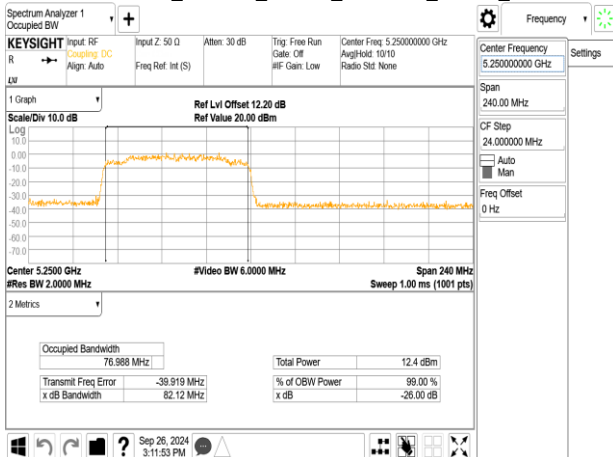 Spectrum Analyzer 1
Occupied BW
Frequency
KEYSIGHT
R
Input: RF
Coupling: DC
Align: Auto
Input Z: 50 Ω
Freq Ref: Int (S)
Atten: 30 dB
Trig: Free Run
Gate: Off
#IF Gain: Low
Center Freq: 5.250000000 GHz
Avg|Hold: 10/10
Radio Std: None
Center Frequency
5.250000000 GHz
Settings
Span
240.00 MHz
CF Step
24.000000 MHz
Auto
Man
Freq Offset
0 Hz
1 Graph
Scale/Div 10.0 dB
Ref Lvl Offset 12.20 dB
Ref Value 20.00 dBm
Log
10.0
0.00
-10.0
-20.0
-30.0
-40.0
-50.0
-60.0
-70.0
Center 5.2500 GHz
#Res BW 2.0000 MHz
#Video BW 6.0000 MHz
Span 240 MHz
Sweep 1.00 ms (1001 pts)
2 Metrics
Occupied Bandwidth
76.988 MHz
Transmit Freq Error -39.919 MHz
x dB Bandwidth 82.12 MHz
Total Power 12.4 dBm
% of OBW Power 99.00 %
x dB -26.00 dB
?
Sep 26, 2024
3:11:53 PM